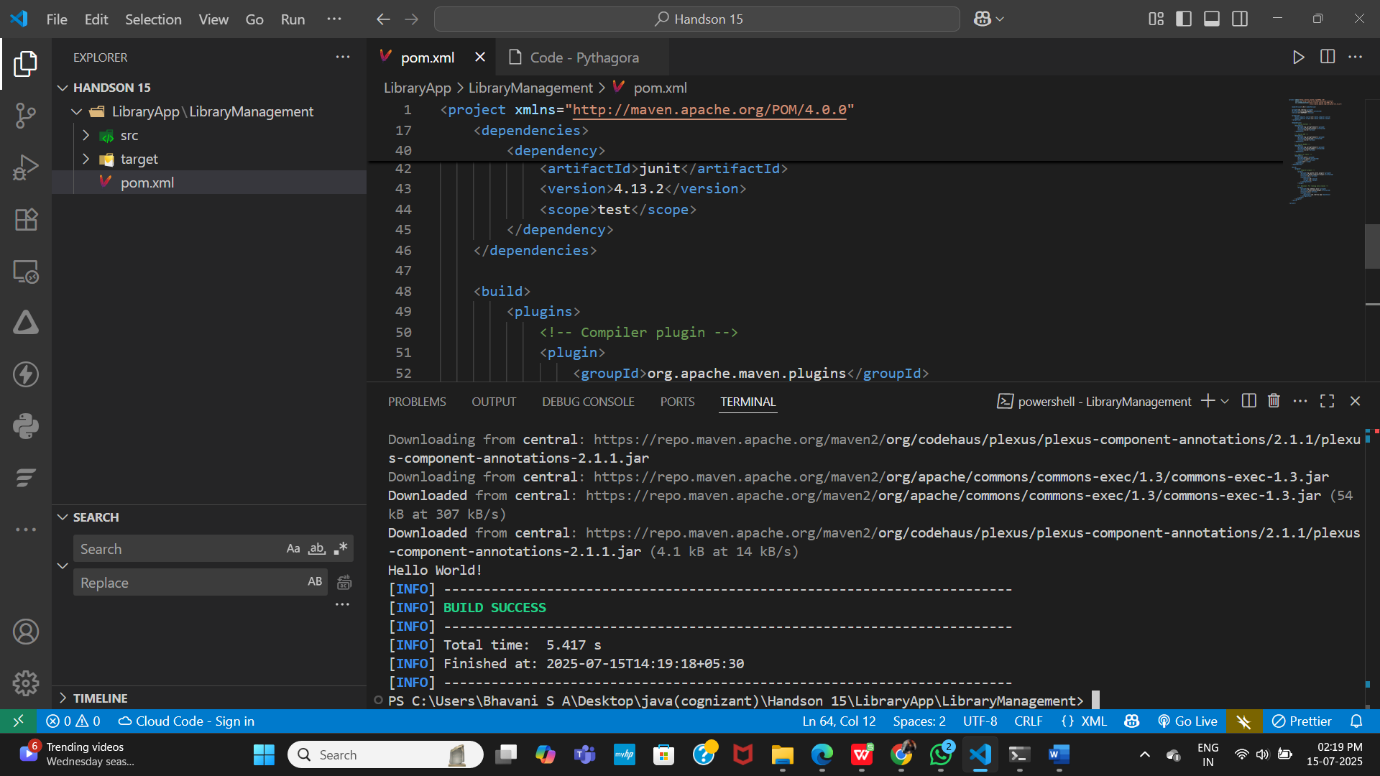 File Edit Selection View Go Run ···
Handson 15
EXPLORER
HANDSON 15
LibraryApp \ LibraryManagement
src
target
pom.xml
SEARCH
Search
Aa ab .*
Replace
AB
TIMELINE
pom.xml
Code - Pythagora
LibraryApp > LibraryManagement > pom.xml
1 <project xmlns="http://maven.apache.org/POM/4.0.0"
17 <dependencies>
40 <dependency>
42 <artifactId>junit</artifactId>
43 <version>4.13.2</version>
44 <scope>test</scope>
45 </dependency>
46 </dependencies>
47
48 <build>
49 <plugins>
50 <!-- Compiler plugin -->
51 <plugin>
52 <groupId>org.apache.maven.plugins</groupId>
PROBLEMS OUTPUT DEBUG CONSOLE PORTS TERMINAL
powershell - LibraryManagement
Downloading from central: https://repo.maven.apache.org/maven2/org/codehaus/plexus/plexus-component-annotations/2.1.1/plexu
s-component-annotations-2.1.1.jar
Downloading from central: https://repo.maven.apache.org/maven2/org/apache/commons/commons-exec/1.3/commons-exec-1.3.jar
Downloaded from central: https://repo.maven.apache.org/maven2/org/apache/commons/commons-exec/1.3/commons-exec-1.3.jar (54
kB at 307 kB/s)
Downloaded from central: https://repo.maven.apache.org/maven2/org/codehaus/plexus/plexus-component-annotations/2.1.1/plexus
-component-annotations-2.1.1.jar (4.1 kB at 14 kB/s)
Hello World!
[INFO] ------------------------------------------------------------------------
[INFO] BUILD SUCCESS
[INFO] ------------------------------------------------------------------------
[INFO] Total time:  5.417 s
[INFO] Finished at: 2025-07-15T14:19:18+05:30
[INFO] ------------------------------------------------------------------------
PS C:\Users\Bhavani S A\Desktop\java(cognizant)\Handson 15\LibraryApp\LibraryManagement>
0 0 Cloud Code - Sign in
Ln 64, Col 12 Spaces: 2 UTF-8 CRLF {} XML Go Live Prettier
6 Trending videos
Wednesday seas...
Search
myhp
2
ENG
IN
02:19 PM
15-07-2025